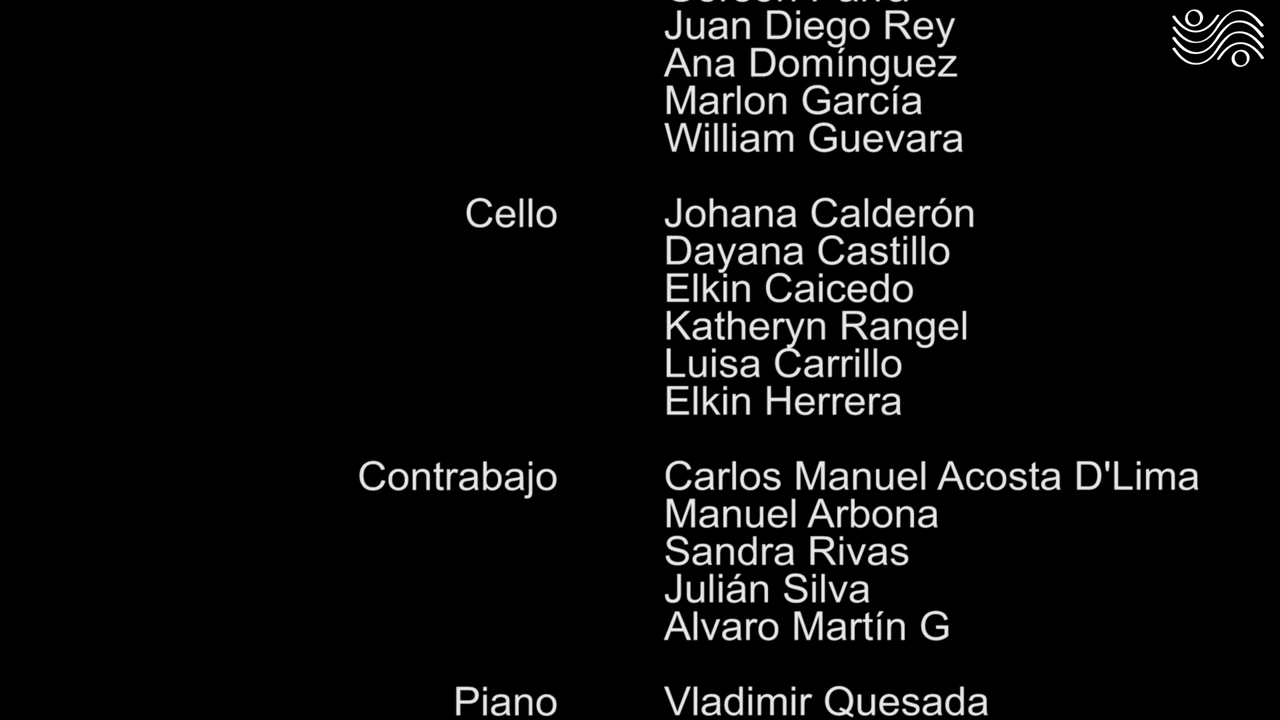 Juan Diego Rey
Ana Domínguez
Marlon García
William Guevara
Cello Johana Calderón
Dayana Castillo
Elkin Caicedo
Katheryn Rangel
Luisa Carrillo
Elkin Herrera
Contrabajo Carlos Manuel Acosta D'Lima
Manuel Arbona
Sandra Rivas
Julián Silva
Alvaro Martín G
Piano Vladimir Quesada